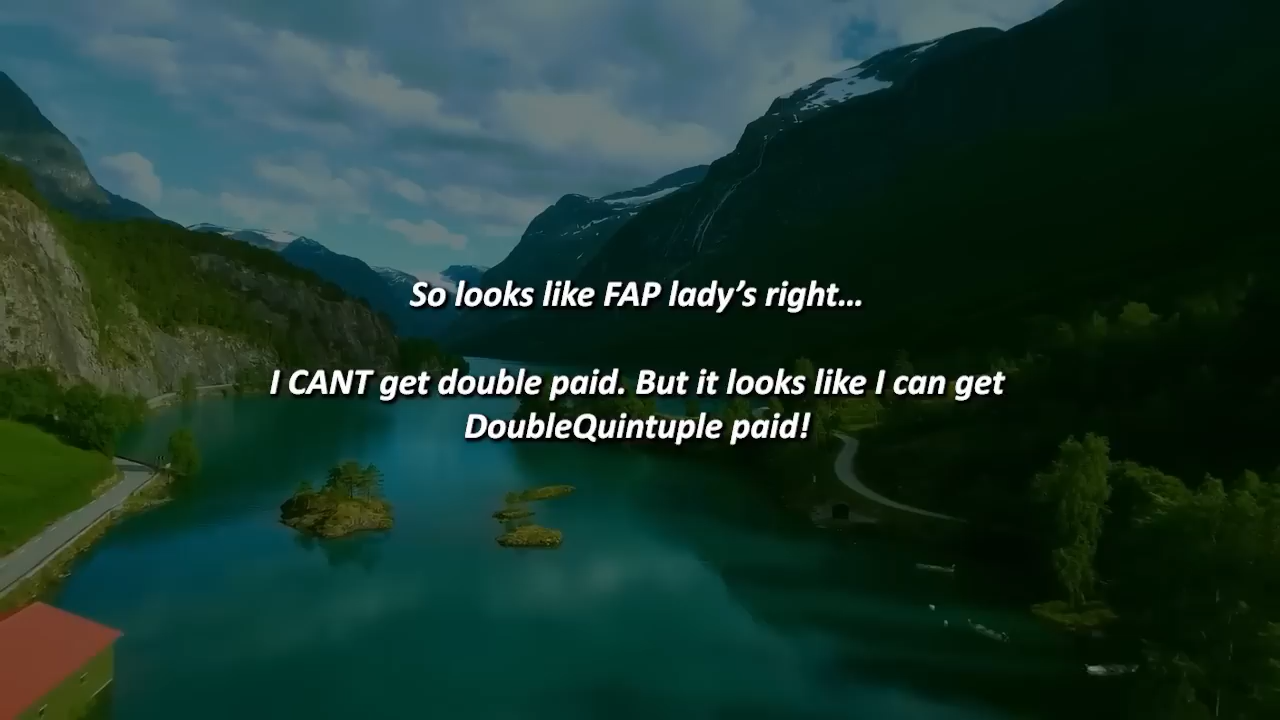 So looks like FAP lady’s right…
I CANT get double paid. But it looks like I can get
DoubleQuintuple paid!